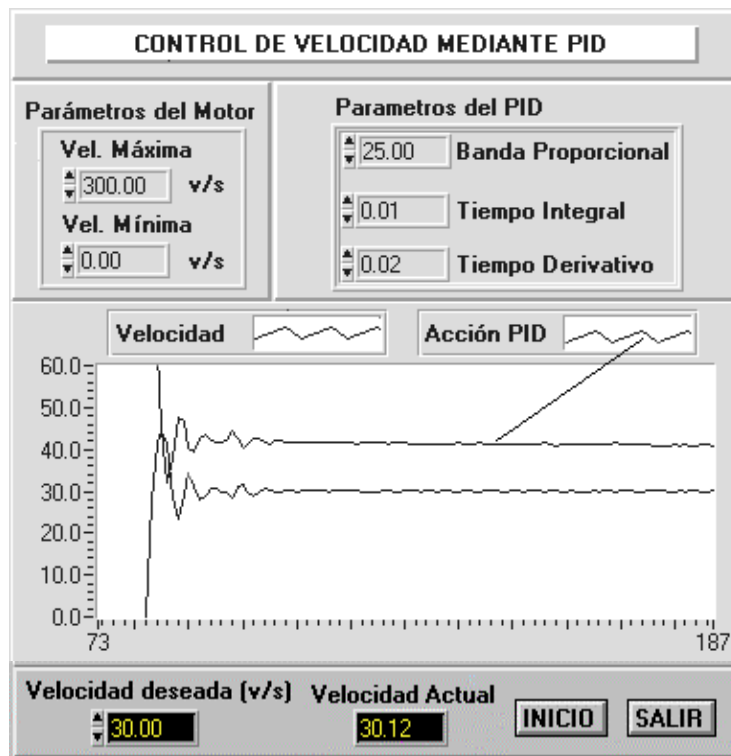 CONTROL DE VELOCIDAD MEDIANTE PID
Parámetros del Motor
Vel. Máxima
300.00 v/s
Vel. Mínima
0.00 v/s
Parametros del PID
25.00 Banda Proporcional
0.01 Tiempo Integral
0.02 Tiempo Derivativo
Velocidad
Acción PID
60.0
50.0
40.0
30.0
20.0
10.0
0.0
73
187
Velocidad deseada (v/s)
30.00
Velocidad Actual
30.12
INICIO
SALIR